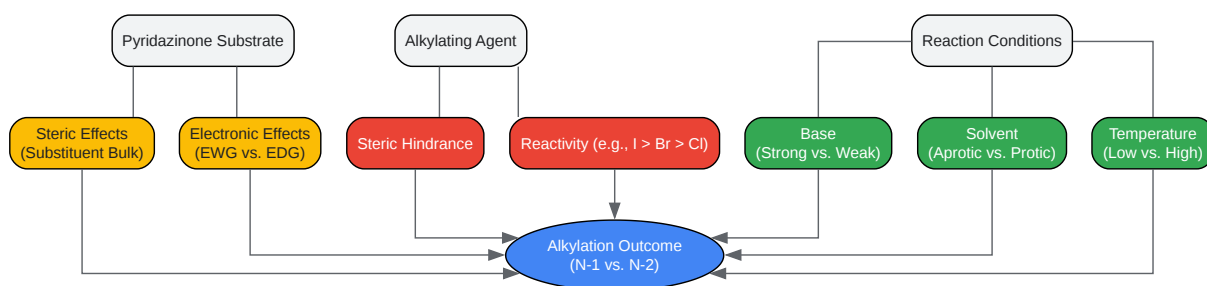 Pyridazinone Substrate
Alkylating Agent
Reaction Conditions
Steric Effects
(Substituent Bulk)
Electronic Effects
(EWG vs. EDG)
Steric Hindrance
Reactivity (e.g., I > Br > Cl)
Base
(Strong vs. Weak)
Solvent
(Aprotic vs. Protic)
Temperature
(Low vs. High)
Alkylation Outcome
(N-1 vs. N-2)